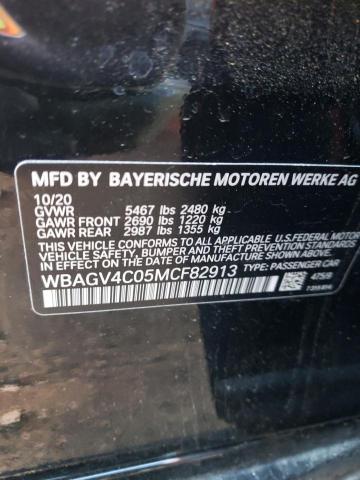 MFD BY BAYERISCHE MOTOREN WERKE AG
10/20
GVWR 5467 lbs 2480 kg
GAWR FRONT 2690 lbs 1220 kg
GAWR REAR 2987 lbs 1355 kg
THIS VEHICLE CONFORMS TO ALL APPLICABLE U.S. FEDERAL MOTOR
VEHICLE SAFETY, BUMPER, AND THEFT PREVENTION STANDARDS
IN EFFECT ON THE DATE OF MANUFACTURE SHOWN ABOVE.
WBAGV4C05MCF82913 TYPE: PASSENGER CAR